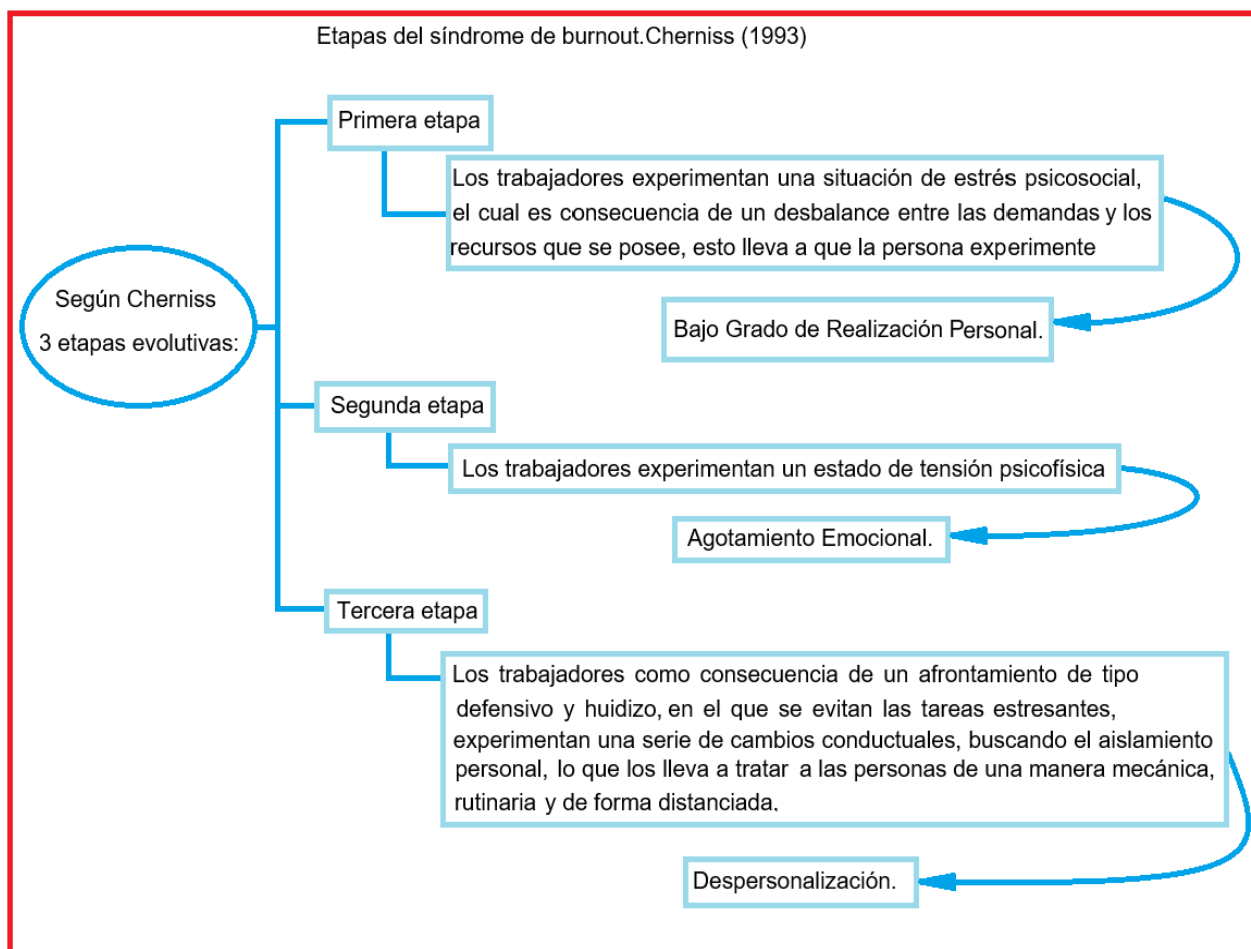 Etapas del síndrome de burnout.Cherniss (1993)
Primera etapa
Los trabajadores experimentan una situación de estrés psicosocial,
el cual es consecuencia de un desbalance entre las demandas y los
recursos que se posee, esto lleva a que la persona experimente
Bajo Grado de Realización Personal.
Según Cherniss
3 etapas evolutivas:
Segunda etapa
Los trabajadores experimentan un estado de tensión psicofísica
Agotamiento Emocional.
Tercera etapa
Los trabajadores como consecuencia de un afrontamiento de tipo
defensivo y huidizo, en el que se evitan las tareas estresantes,
experimentan una serie de cambios conductuales, buscando el aislamiento
personal, lo que los lleva a tratar a las personas de una manera mecánica,
rutinaria y de forma distanciada.
Despersonalización.